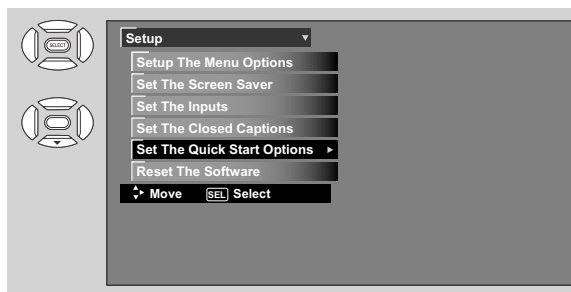 SELECT
Setup
Setup The Menu Options
Set The Screen Saver
Set The Inputs
Set The Closed Captions
Set The Quick Start Options
Reset The Software
Move SEL Select